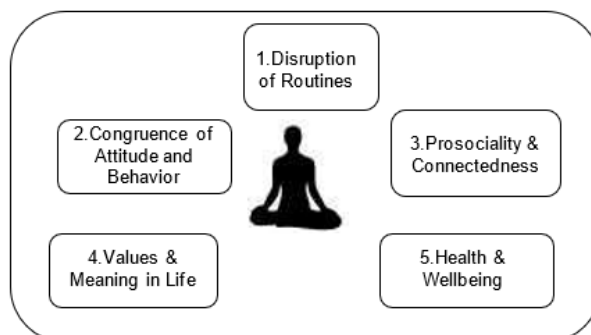 1.Disruption
of Routines
2.Congruence of
Attitude and
Behavior
3.Prosociality &
Connectedness
4.Values &
Meaning in Life
5.Health &
Wellbeing